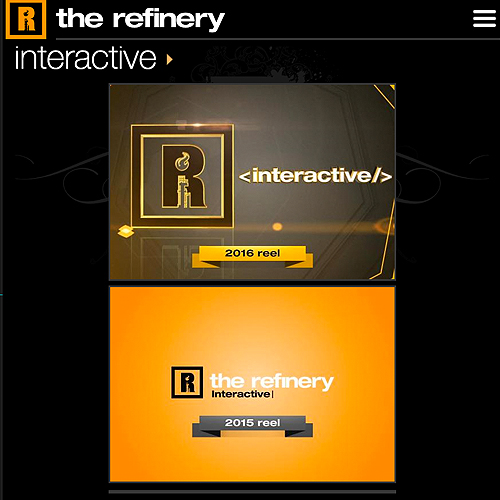 R the refinery
interactive
R <interactive/>
2016 reel
R the refinery
Interactive|
2015 reel